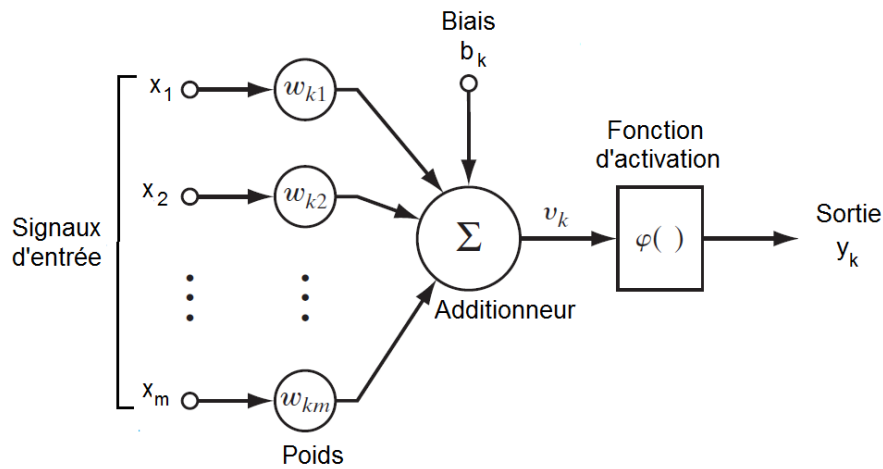 Biais
b_k
x_1
w_k1
Fonction
d'activation
x_2
w_k2
Signaux
d'entrée
Σ
v_k
φ( )
Sortie
y_k
Additionneur
x_m
w_km
Poids